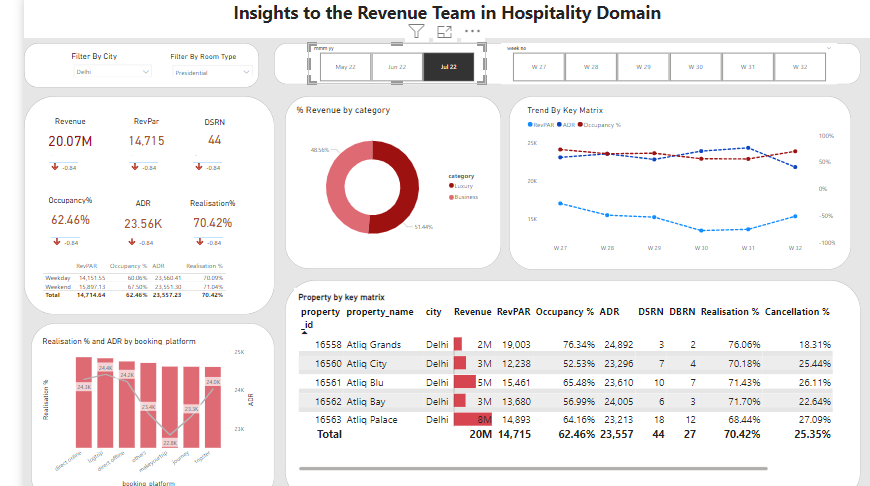 Insights to the Revenue Team in Hospitality Domain
Filter By City
Delhi
Filter By Room Type
Presidential
mmm yy
May 22 Jun 22 Jul 22
week no
W 27 W 28 W 29 W 30 W 31 W 32
Revenue RevPar DSRN
20.07M 14,715 44
-0.84 -0.84 -0.84
Occupancy% ADR Realisation%
62.46% 23.56K 70.42%
-0.84 -0.84 -0.84
RevPAR Occupancy % ADR Realisation %
Weekday 14,151.55 60.06% 23,560.41 70.09%
Weekend 15,897.13 67.50% 23,551.30 71.04%
Total 14,714.64 62.46% 23,557.23 70.42%
% Revenue by category
48.56%
51.44%
category
Luxury
Business
Trend By Key Matrix
RevPAR ADR Occupancy %
25K
20K
15K
100%
50%
0%
-50%
-100%
W 27 W 28 W 29 W 30 W 31 W 32
Realisation % and ADR by booking_platform
Realisation %
24.3K 24.4K 24.2K 23.4K 22.8K 23.3K 24.0K
25K
24K
23K
ADR
direct online logtrip direct offline others makeyourtrip journey tripster
booking_platform
Property by key matrix
property_id property_name city Revenue RevPAR Occupancy % ADR DSRN DBRN Realisation % Cancellation %
16558 Atliq Grands Delhi 2M 19,003 76.34% 24,892 3 2 76.06% 18.31%
16560 Atliq City Delhi 3M 12,238 52.53% 23,296 7 4 70.18% 25.44%
16561 Atliq Blu Delhi 5M 15,461 65.48% 23,610 10 7 71.43% 26.11%
16562 Atliq Bay Delhi 3M 13,680 56.99% 24,005 6 3 71.70% 22.64%
16563 Atliq Palace Delhi 8M 14,893 64.16% 23,213 18 12 68.44% 27.09%
Total 20M 14,715 62.46% 23,557 44 27 70.42% 25.35%